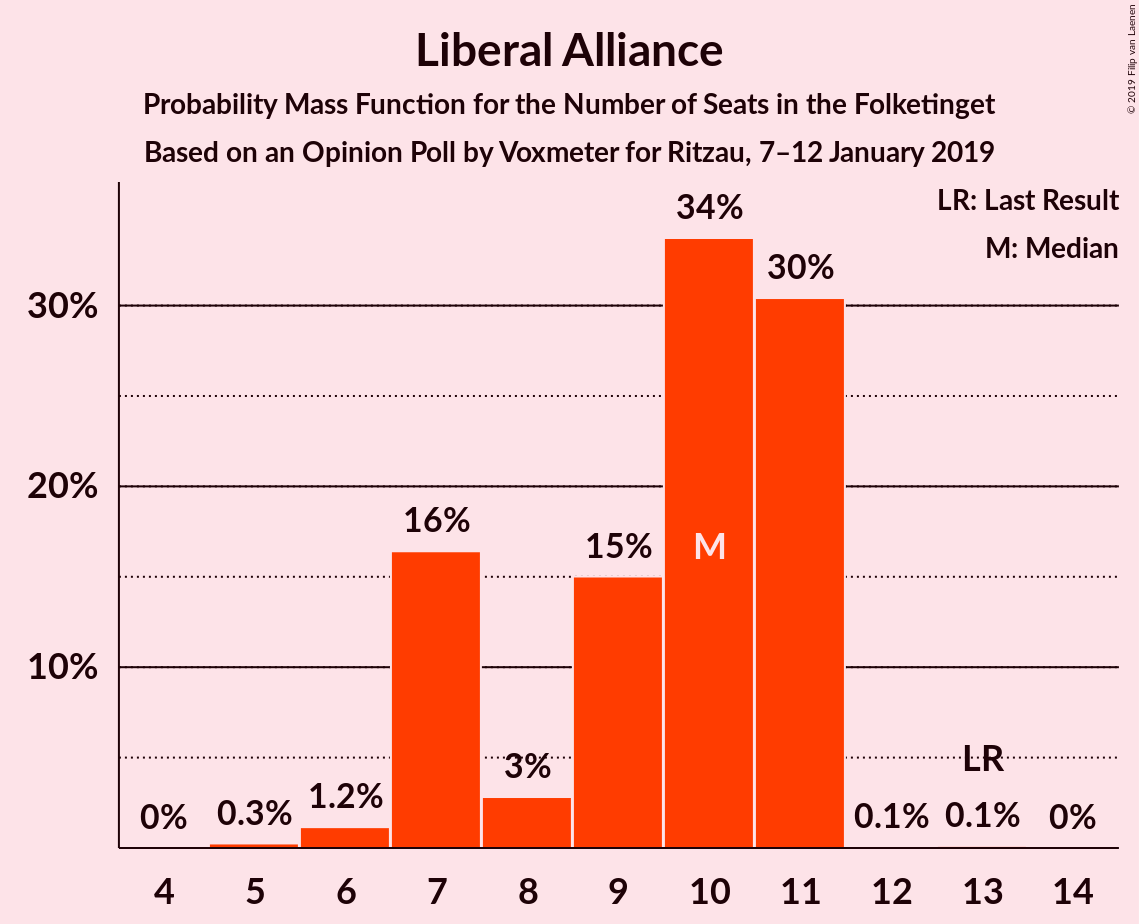 Liberal Alliance
Probability Mass Function for the Number of Seats in the Folketinget
Based on an Opinion Poll by Voxmeter for Ritzau, 7–12 January 2019
© 2019 Filip van Laenen
LR: Last Result
M: Median
30%
20%
10%
0%
0.3%
1.2%
16%
3%
15%
34%
M
30%
0.1%
LR
0.1%
0%
4 5 6 7 8 9 10 11 12 13 14